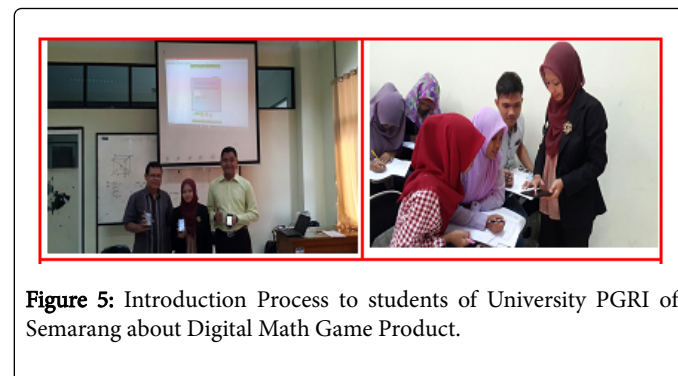 Figure 5: Introduction Process to students of University PGRI of
Semarang about Digital Math Game Product.